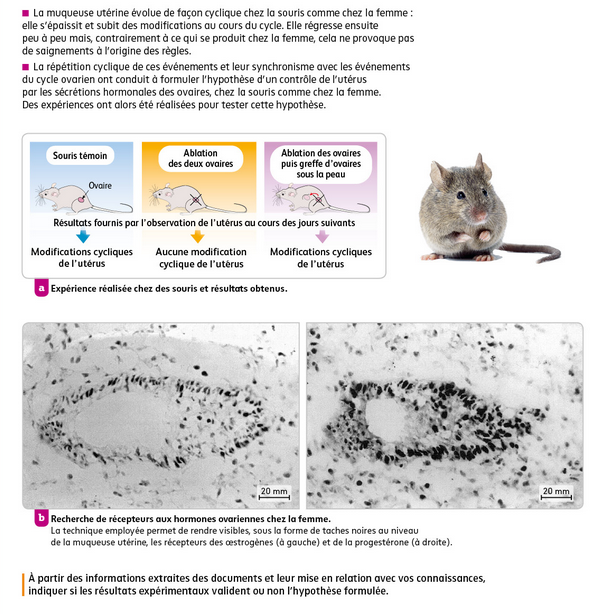 ■ La muqueuse utérine évolue de façon cyclique chez la souris comme chez la femme :
elle s'épaissit et subit des modifications au cours du cycle. Elle régresse ensuite
peu à peu mais, contrairement à ce qui se produit chez la femme, cela ne provoque pas
de saignements à l'origine des règles.
■ La répétition cyclique de ces événements et leur synchronisme avec les événements
du cycle ovarien ont conduit à formuler l'hypothèse d'un contrôle de l'utérus
par les sécrétions hormonales des ovaires, chez la souris comme chez la femme.
Des expériences ont alors été réalisées pour tester cette hypothèse.
Souris témoin
Ovaire
Ablation
des deux ovaires
Ablation des ovaires
puis greffe d'ovaires
sous la peau
Résultats fournis par l'observation de l'utérus au cours des jours suivants
Modifications cycliques
de l'utérus
Aucune modification
cyclique de l'utérus
Modifications cycliques
de l'utérus
a Expérience réalisée chez des souris et résultats obtenus.
20 mm
20 mm
b Recherche de récepteurs aux hormones ovariennes chez la femme.
La technique employée permet de rendre visibles, sous la forme de taches noires au niveau
de la muqueuse utérine, les récepteurs des œstrogènes (à gauche) et de la progestérone (à droite).
À partir des informations extraites des documents et leur mise en relation avec vos connaissances,
indiquer si les résultats expérimentaux valident ou non l'hypothèse formulée.